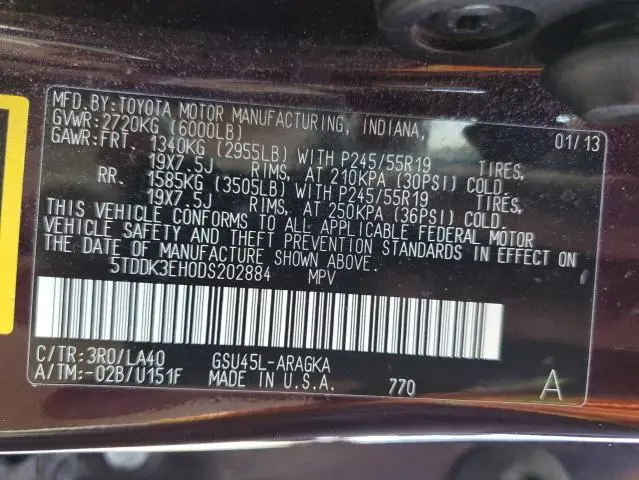 MFD.BY:TOYOTA MOTOR MANUFACTURING, INDIANA, 01/13
GVWR:2720KG (6000LB)
GAWR:FRT. 1340KG (2955LB) WITH P245/55R19 TIRES,
19X7.5J RIMS, AT 210KPA (30PSI) COLD.
RR. 1585KG (3505LB) WITH P245/55R19 TIRES,
19X7.5J RIMS, AT 250KPA (36PSI) COLD.
THIS VEHICLE CONFORMS TO ALL APPLICABLE FEDERAL MOTOR
VEHICLE SAFETY AND THEFT PREVENTION STANDARDS IN EFFECT ON
THE DATE OF MANUFACTURE SHOWN ABOVE.
5TDDK3EH0DS202884 MPV
C/TR:3R0/LA40 GSU45L-ARAGKA
A/TM:-02B/U151F MADE IN U.S.A. 770 A